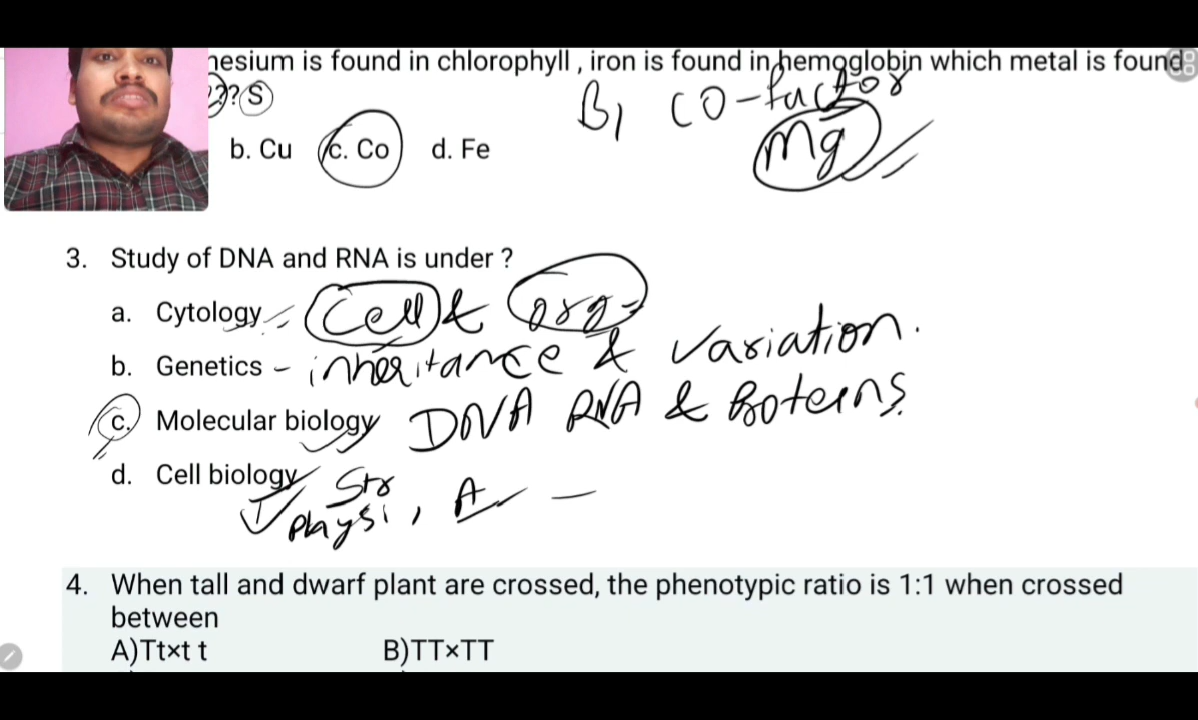 nesium is found in chlorophyll , iron is found in hemoglobin which metal is found
?? S B1 co-factor
b. Cu c. Co d. Fe Mg
3. Study of DNA and RNA is under ?
a. Cytology Cell & org
b. Genetics - inheritance & variation.
c. Molecular biology DNA RNA & Proteins
d. Cell biology Str
Physi , A —
4. When tall and dwarf plant are crossed, the phenotypic ratio is 1:1 when crossed
between
A)Tt×t t B)TT×TT